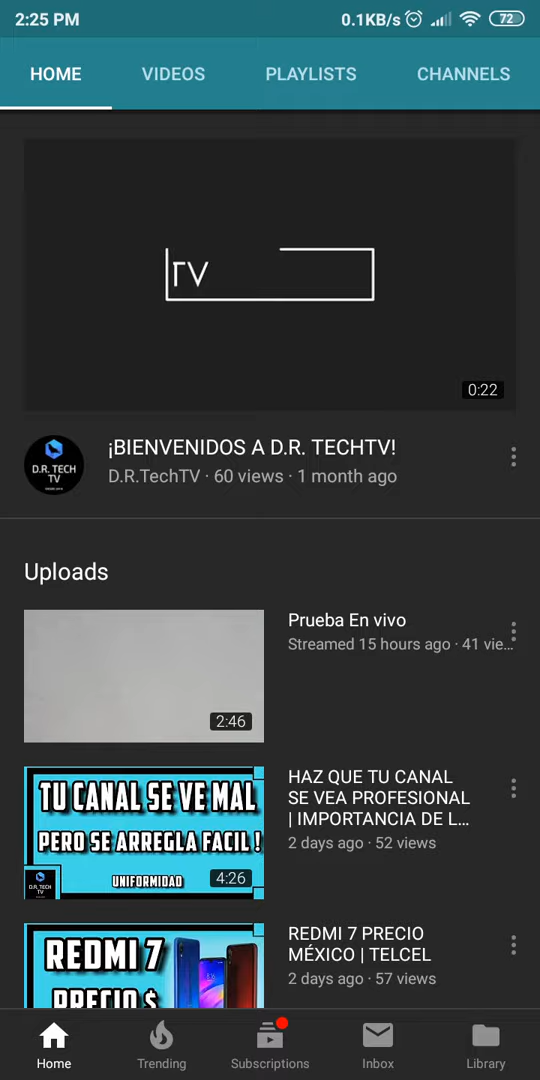 2:25 PM
0.1KB/s
72
HOME
VIDEOS
PLAYLISTS
CHANNELS
TV
0:22
D.R. TECH
TV
¡BIENVENIDOS A D.R. TECHTV!
D.R.TechTV · 60 views · 1 month ago
Uploads
2:46
Prueba En vivo
Streamed 15 hours ago · 41 vie...
TU CANAL SE VE MAL
PERO SE ARREGLA FACIL !
UNIFORMIDAD
D.R. TECH
TV
4:26
HAZ QUE TU CANAL
SE VEA PROFESIONAL
| IMPORTANCIA DE L...
2 days ago · 52 views
REDMI 7
PRECIO $
REDMI 7 PRECIO
MÉXICO | TELCEL
2 days ago · 57 views
Home
Trending
Subscriptions
Inbox
Library